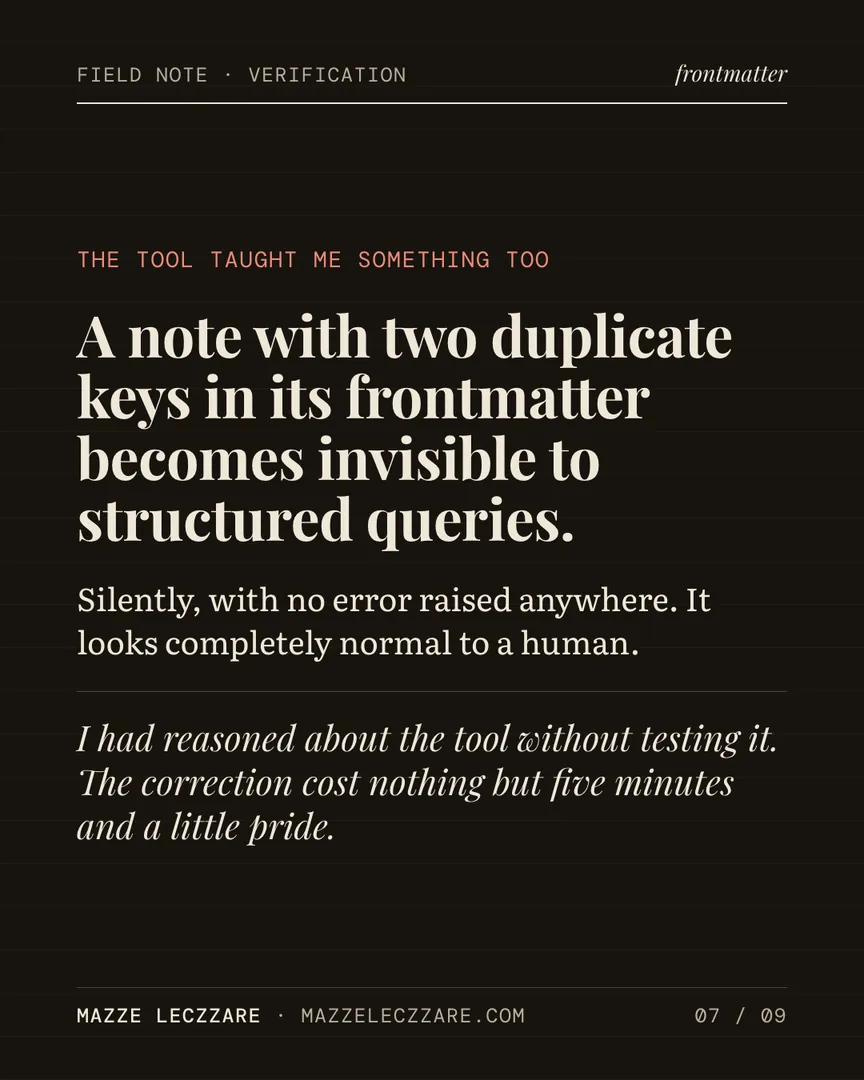 FIELD NOTE · VERIFICATION
frontmatter
THE TOOL TAUGHT ME SOMETHING TOO
A note with two duplicate
keys in its frontmatter
becomes invisible to
structured queries.
Silently, with no error raised anywhere. It
looks completely normal to a human.
I had reasoned about the tool without testing it.
The correction cost nothing but five minutes
and a little pride.
MAZZE LECZZARE · MAZZELECZZARE.COM
07 / 09